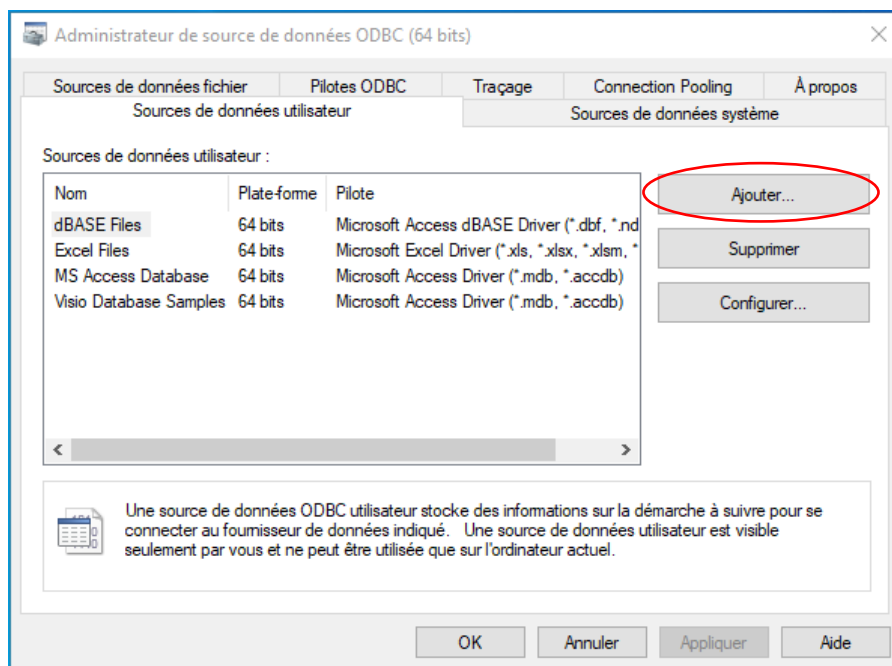 Administrateur de source de données ODBC (64 bits)
Sources de données fichier Pilotes ODBC Traçage Connection Pooling À propos
Sources de données utilisateur Sources de données système
Sources de données utilisateur :
Nom Plate-forme Pilote
dBASE Files 64 bits Microsoft Access dBASE Driver (*.dbf, *.nd
Excel Files 64 bits Microsoft Excel Driver (*.xls, *.xlsx, *.xlsm, *
MS Access Database 64 bits Microsoft Access Driver (*.mdb, *.accdb)
Visio Database Samples 64 bits Microsoft Access Driver (*.mdb, *.accdb)
Ajouter...
Supprimer
Configurer...
Une source de données ODBC utilisateur stocke des informations sur la démarche à suivre pour se
connecter au fournisseur de données indiqué. Une source de données utilisateur est visible
seulement par vous et ne peut être utilisée que sur l'ordinateur actuel.
OK Annuler Appliquer Aide